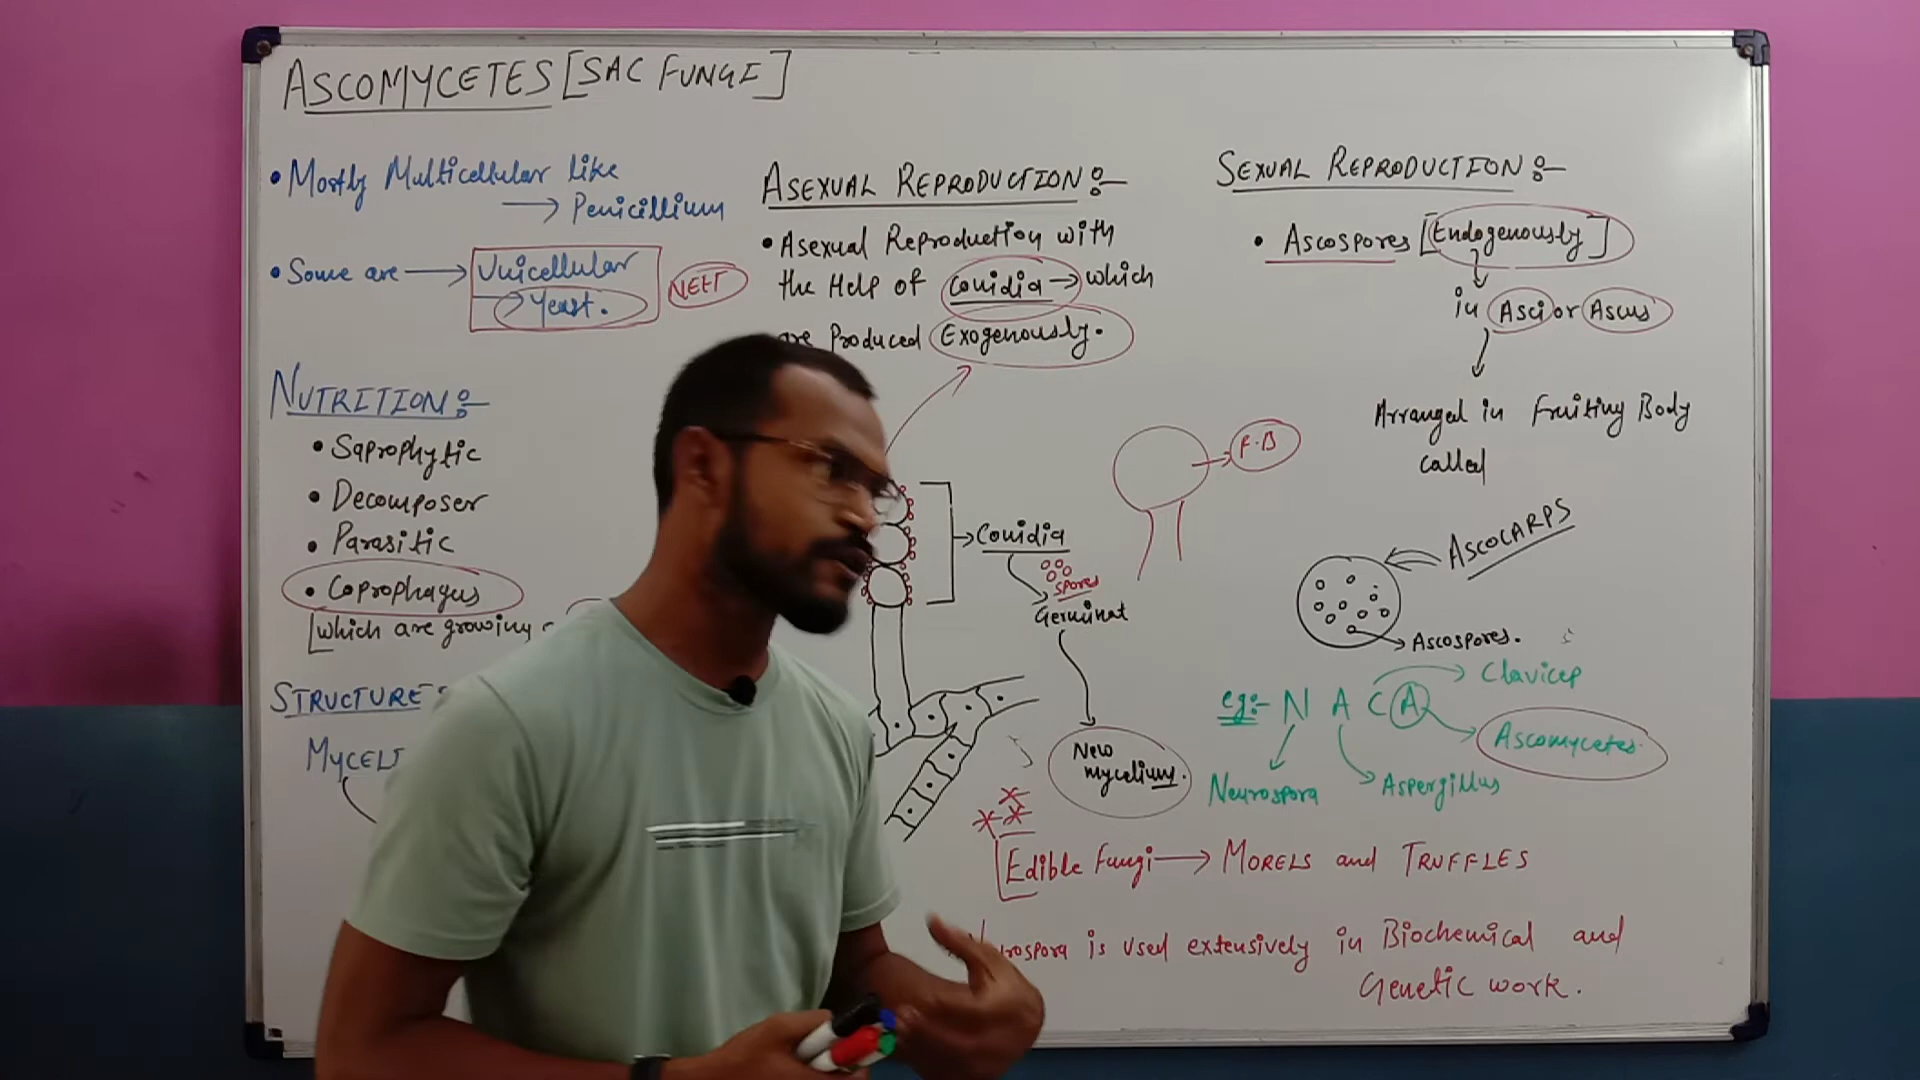 ASCOMYCETES [SAC FUNGI]
• Mostly Multicellular like
→ Penicillium
• Some are → Unicellular
→ Yeast.
NEET
NUTRITION:-
• Saprophytic
• Decomposer
• Parasitic
• Coprophagus
[which are growing
STRUCTURE
MYCELI
ASEXUAL REPRODUCTION:-
• Asexual Reproduction with
the Help of Conidia → which
are Produced Exogenously.
→ Conidia
spores
Germinat
New
mycelium.
F.B
SEXUAL REPRODUCTION:-
• Ascospores [Endogenously]
in Asci or Ascus
Arranged in Fruiting Body
called
ASCOCARPS
→ Ascospores.
eg:- N A C A
Clavicep
Ascomycetes
Neurospora
Aspergillus
Edible Fungi → MORELS and TRUFFLES
rospora is used extensively in Biochemical and
Genetic work.